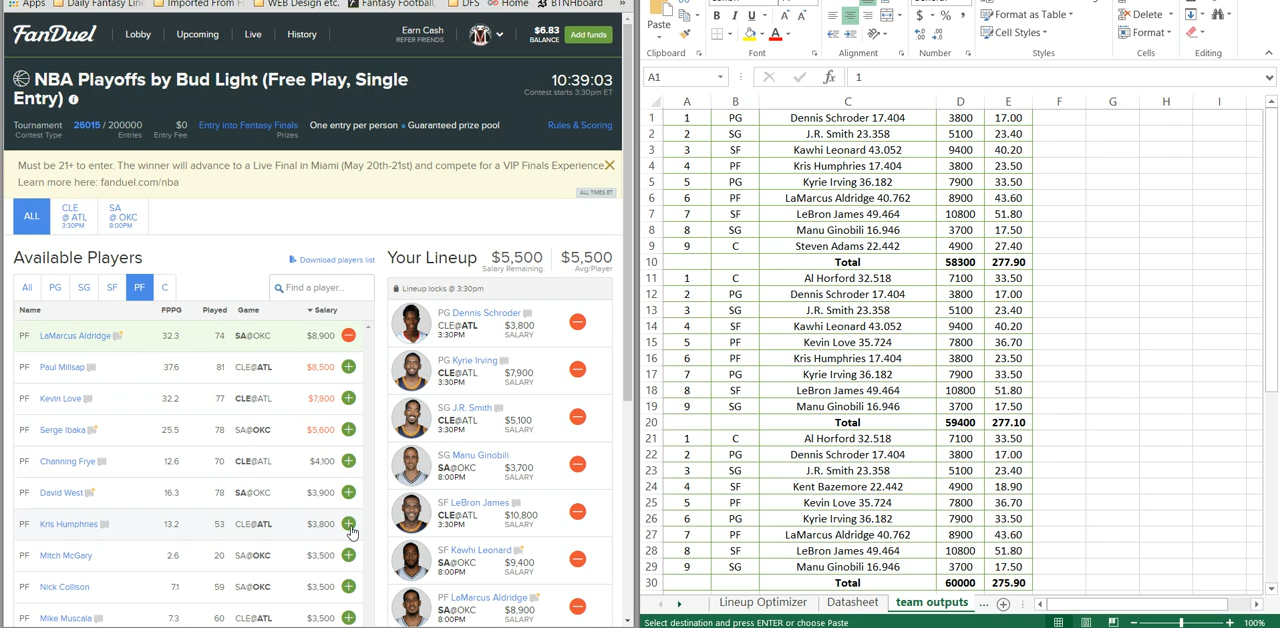 Apps Daily Fantasy Line Imported From WEB Design etc. Fantasy Football, DFS Home BTNHboard »
FanDuel Lobby Upcoming Live History Earn Cash REFER FRIENDS $6.83 BALANCE Add funds
NBA Playoffs by Bud Light (Free Play, Single Entry)
10:39:03
Contest starts 3:30pm ET
Tournament 26015 / 200000 $0 Entry into Fantasy Finals One entry per person Guaranteed prize pool Rules & Scoring
Contest Type Entries Entry Fee Prizes
Must be 21+ to enter. The winner will advance to a Live Final in Miami (May 20th-21st) and compete for a VIP Finals Experience
Learn more here: fanduel.com/nba
ALL TIMES ET
ALL CLE @ ATL 3:30PM SA @ OKC 8:00PM
Available Players Download players list
All PG SG SF PF C Find a player...
Name FPPG Played Game Salary
PF LaMarcus Aldridge 32.3 74 SA@OKC $8,900
PF Paul Millsap 37.6 81 CLE@ATL $8,500
PF Kevin Love 32.2 77 CLE@ATL $7,800
PF Serge Ibaka 25.5 78 SA@OKC $5,600
PF Channing Frye 12.6 70 CLE@ATL $4,100
PF David West 16.3 78 SA@OKC $3,900
PF Kris Humphries 13.2 53 CLE@ATL $3,800
PF Mitch McGary 2.6 20 SA@OKC $3,500
PF Nick Collison 7.1 59 SA@OKC $3,500
PF Mike Muscala 7.3 60 CLE@ATL $3,500
Your Lineup $5,500 Salary Remaining $5,500 Avg/Player
Lineup locks @ 3:30pm
PG Dennis Schroder
CLE@ATL $3,800
3:30PM SALARY
PG Kyrie Irving
CLE@ATL $7,900
3:30PM SALARY
SG J.R. Smith
CLE@ATL $5,100
3:30PM SALARY
SG Manu Ginobili
SA@OKC $3,700
8:00PM SALARY
SF LeBron James
CLE@ATL $10,800
3:30PM SALARY
SF Kawhi Leonard
SA@OKC $9,400
8:00PM SALARY
PF LaMarcus Aldridge
SA@OKC $8,900
8:00PM SALARY
Paste B I U A A $ % , Format as Table Delete
Cell Styles Format
Clipboard Font Alignment Number Styles Cells Editing
A1 fx 1
A B C D E F G H I
1 1 PG Dennis Schroder 17.404 3800 17.00
2 2 SG J.R. Smith 23.358 5100 23.40
3 3 SF Kawhi Leonard 43.052 9400 40.20
4 4 PF Kris Humphries 17.404 3800 23.50
5 5 PG Kyrie Irving 36.182 7900 33.50
6 6 PF LaMarcus Aldridge 40.762 8900 43.60
7 7 SF LeBron James 49.464 10800 51.80
8 8 SG Manu Ginobili 16.946 3700 17.50
9 9 C Steven Adams 22.442 4900 27.40
10 Total 58300 277.90
11 1 C Al Horford 32.518 7100 33.50
12 2 PG Dennis Schroder 17.404 3800 17.00
13 3 SG J.R. Smith 23.358 5100 23.40
14 4 SF Kawhi Leonard 43.052 9400 40.20
15 5 PF Kevin Love 35.724 7800 36.70
16 6 PF Kris Humphries 17.404 3800 23.50
17 7 PG Kyrie Irving 36.182 7900 33.50
18 8 SF LeBron James 49.464 10800 51.80
19 9 SG Manu Ginobili 16.946 3700 17.50
20 Total 59400 277.10
21 1 C Al Horford 32.518 7100 33.50
22 2 PG Dennis Schroder 17.404 3800 17.00
23 3 SG J.R. Smith 23.358 5100 23.40
24 4 SF Kent Bazemore 22.442 4900 18.90
25 5 PF Kevin Love 35.724 7800 36.70
26 6 PG Kyrie Irving 36.182 7900 33.50
27 7 PF LaMarcus Aldridge 40.762 8900 43.60
28 8 SF LeBron James 49.464 10800 51.80
29 9 SG Manu Ginobili 16.946 3700 17.50
30 Total 60000 275.90
Lineup Optimizer Datasheet team outputs ...
Select destination and press ENTER or choose Paste 100%